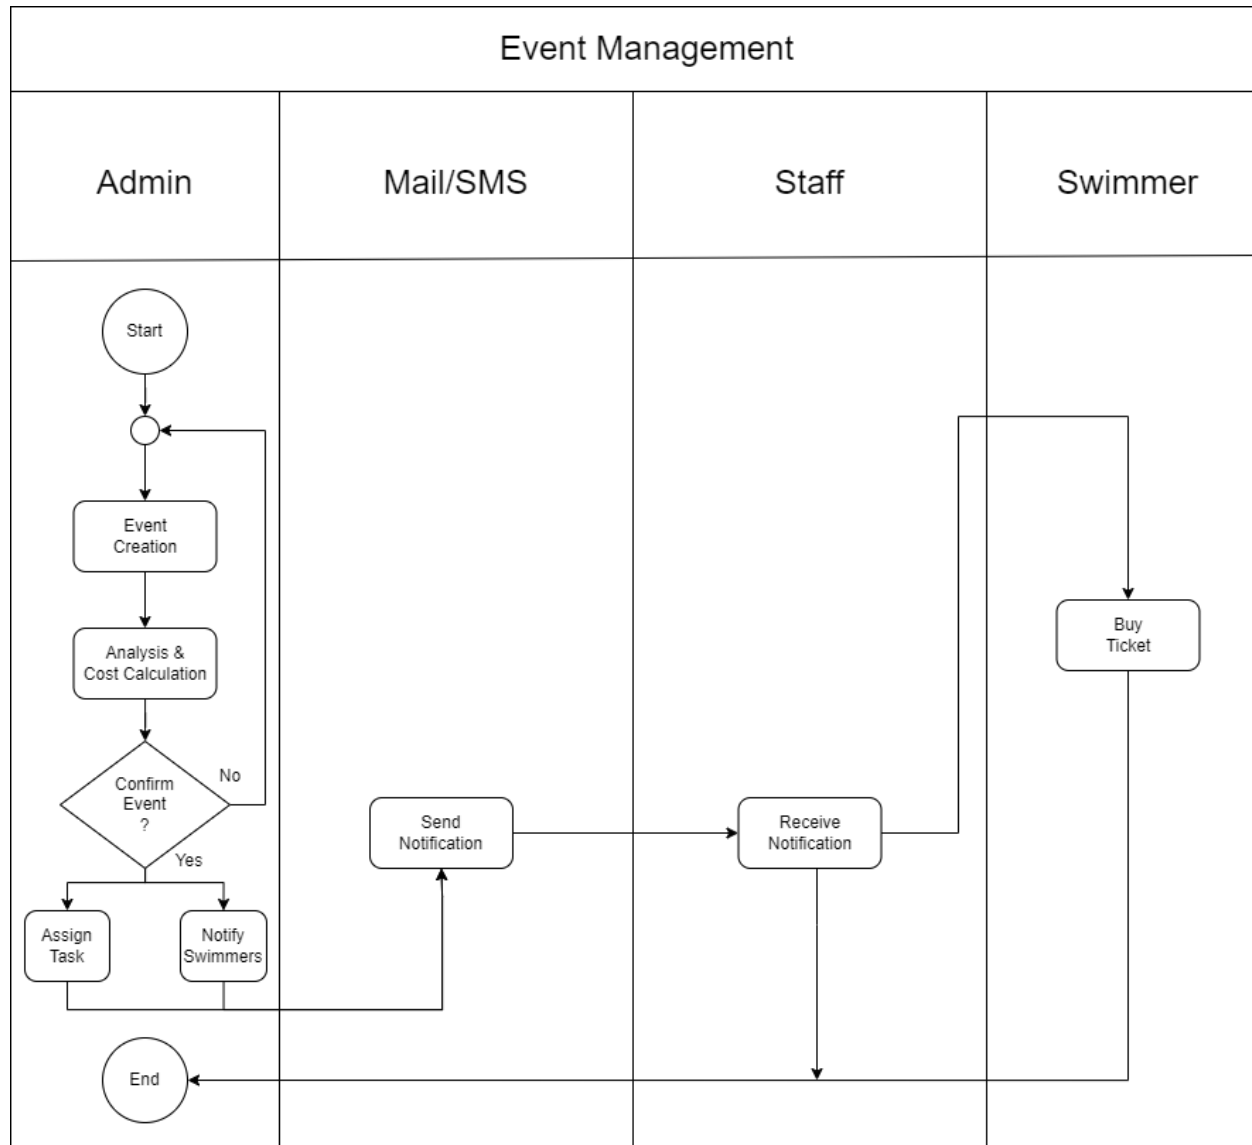 Event Management
Admin
Mail/SMS
Staff
Swimmer
Start
Event
Creation
Analysis &
Cost Calculation
Confirm
Event
?
No
Yes
Assign
Task
Notify
Swimmers
Send
Notification
Receive
Notification
Buy
Ticket
End